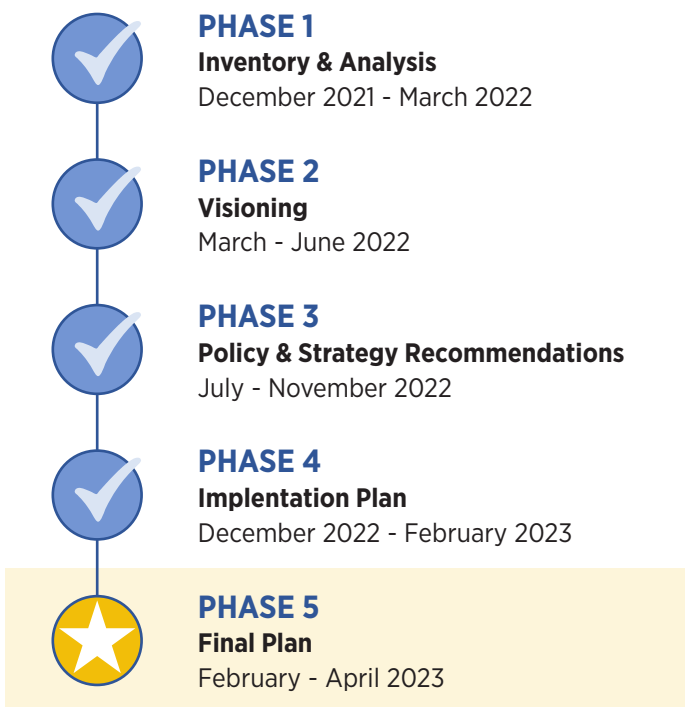 PHASE 1
Inventory & Analysis
December 2021 - March 2022
PHASE 2
Visioning
March - June 2022
PHASE 3
Policy & Strategy Recommendations
July - November 2022
PHASE 4
Implentation Plan
December 2022 - February 2023
PHASE 5
Final Plan
February - April 2023